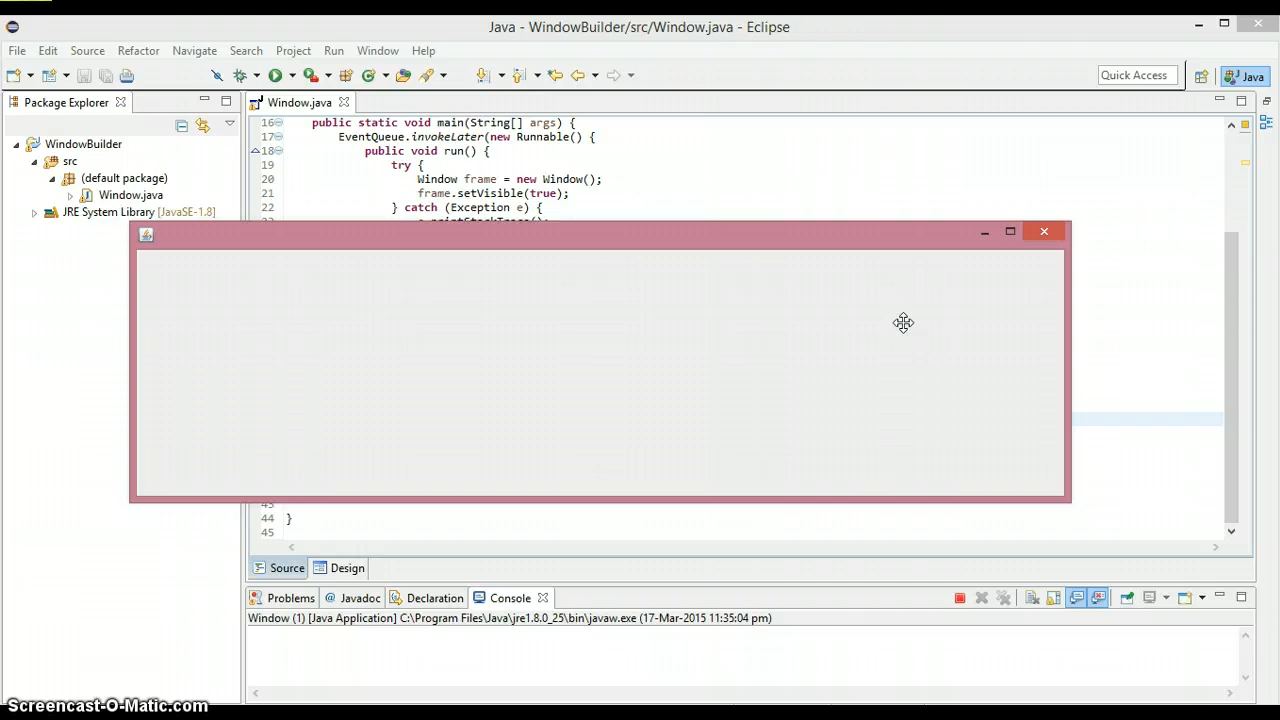 Java - WindowBuilder/src/Window.java - Eclipse
File Edit Source Refactor Navigate Search Project Run Window Help
Quick Access
Java
Package Explorer
Window.java
WindowBuilder
src
(default package)
Window.java
JRE System Library [JavaSE-1.8]
16 public static void main(String[] args) {
17 EventQueue.invokeLater(new Runnable() {
18 public void run() {
19 try {
20 Window frame = new Window();
21 frame.setVisible(true);
22 } catch (Exception e) {
44 }
45
Source Design
Problems @ Javadoc Declaration Console
Window (1) [Java Application] C:\Program Files\Java\jre1.8.0_25\bin\javaw.exe (17-Mar-2015 11:35:04 pm)
Screencast-O-Matic.com